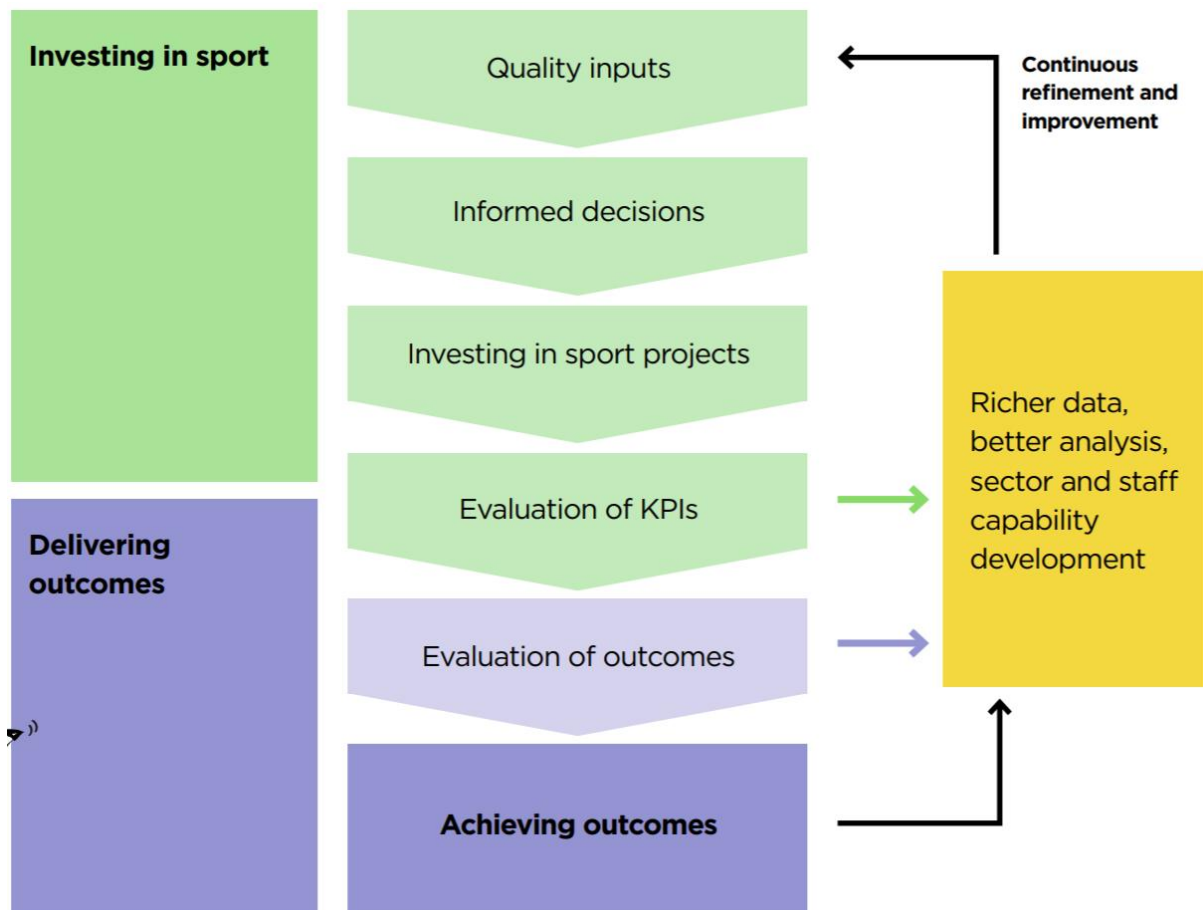 Investing in sport
Quality inputs
Continuous
refinement and
improvement
Informed decisions
Investing in sport projects
Richer data,
better analysis,
sector and staff
capability
development
Evaluation of KPIs
Delivering
outcomes
Evaluation of outcomes
Achieving outcomes